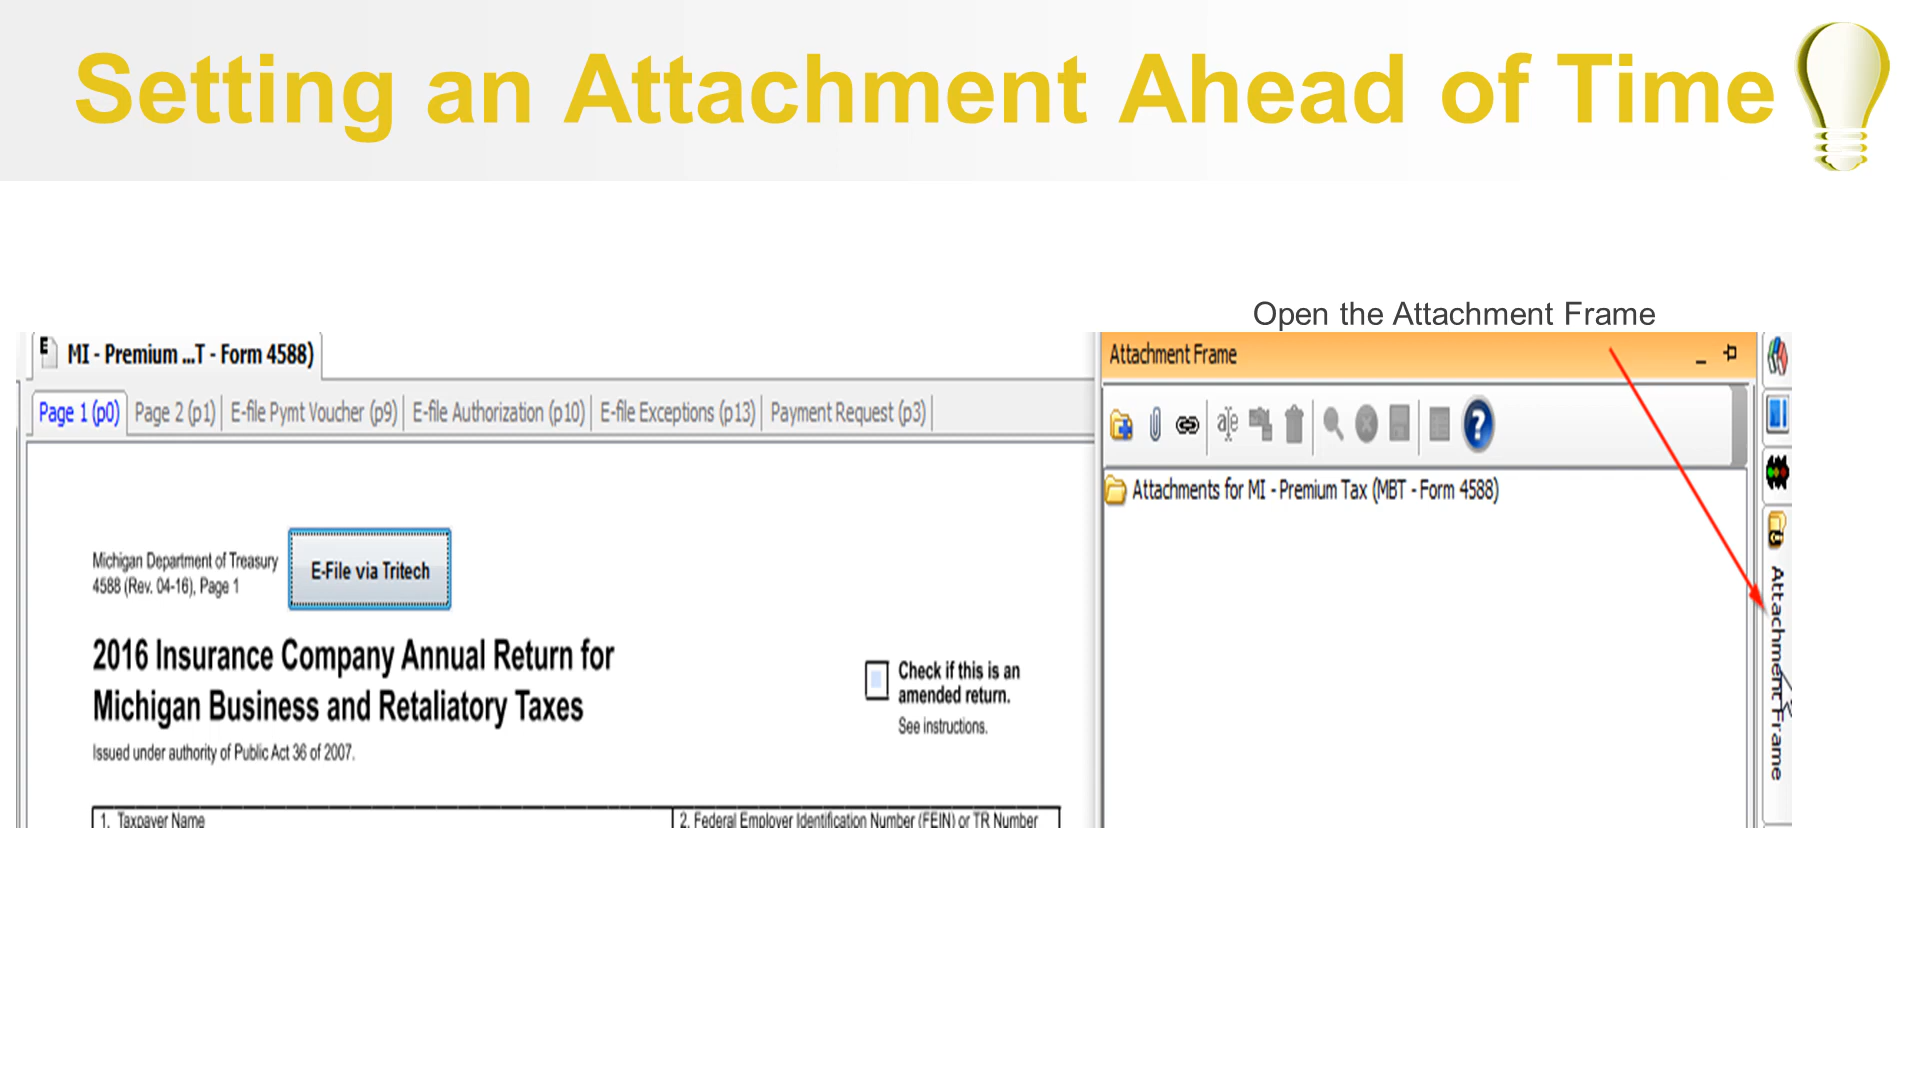 Setting an Attachment Ahead of Time
Open the Attachment Frame
E
MI - Premium ...T - Form 4588)
Page 1 (p0)
Page 2 (p1)
E-file Pymt Voucher (p9)
E-file Authorization (p10)
E-file Exceptions (p13)
Payment Request (p3)
Michigan Department of Treasury
4588 (Rev. 04-16), Page 1
E-File via Tritech
2016 Insurance Company Annual Return for
Michigan Business and Retaliatory Taxes
Issued under authority of Public Act 36 of 2007.
Check if this is an
amended return.
See instructions.
1. Taxpayer Name
2. Federal Employer Identification Number (FEIN) or TR Number
Attachment Frame
a|e
?
Attachments for MI - Premium Tax (MBT - Form 4588)
Attachment Frame